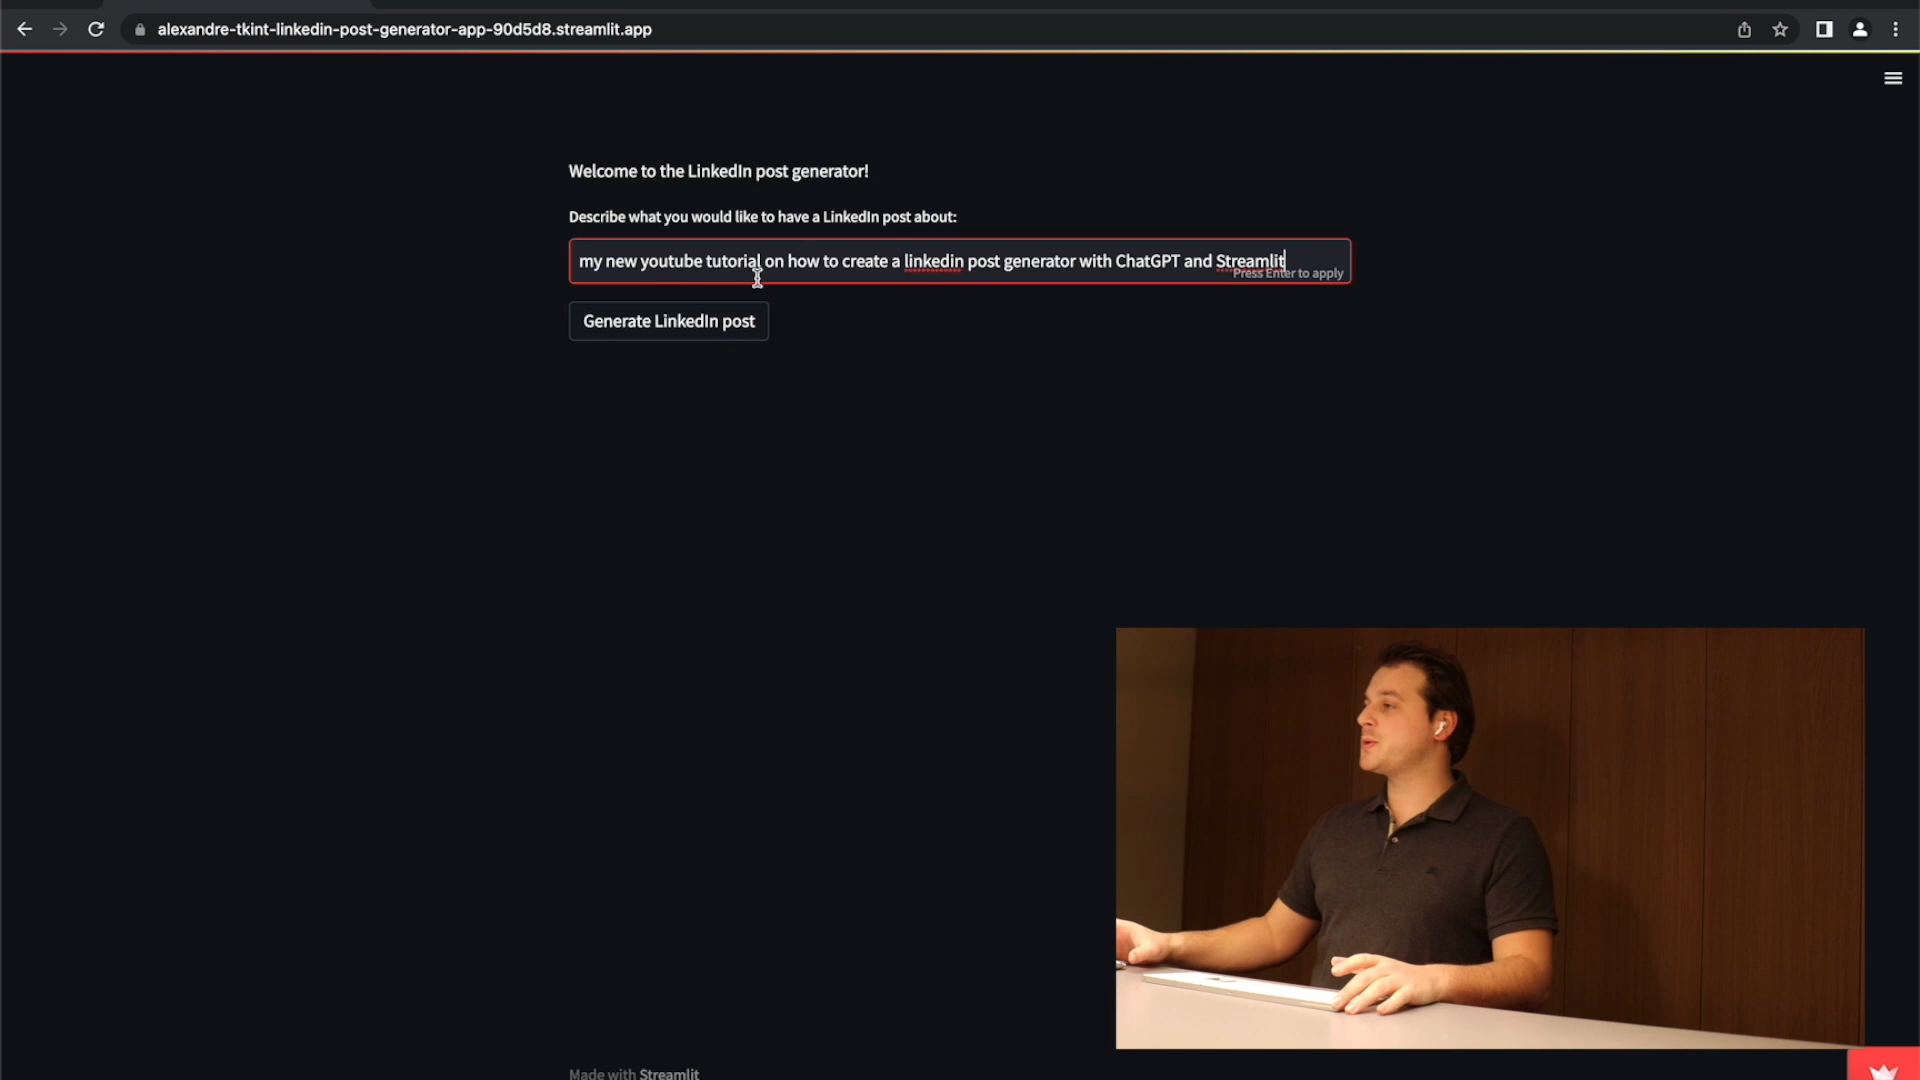 alexandre-tkint-linkedin-post-generator-app-90d5d8.streamlit.app
Welcome to the LinkedIn post generator!
Describe what you would like to have a LinkedIn post about:
my new youtube tutorial on how to create a linkedin post generator with ChatGPT and Streamlit
Press Enter to apply
Generate LinkedIn post
Made with Streamlit